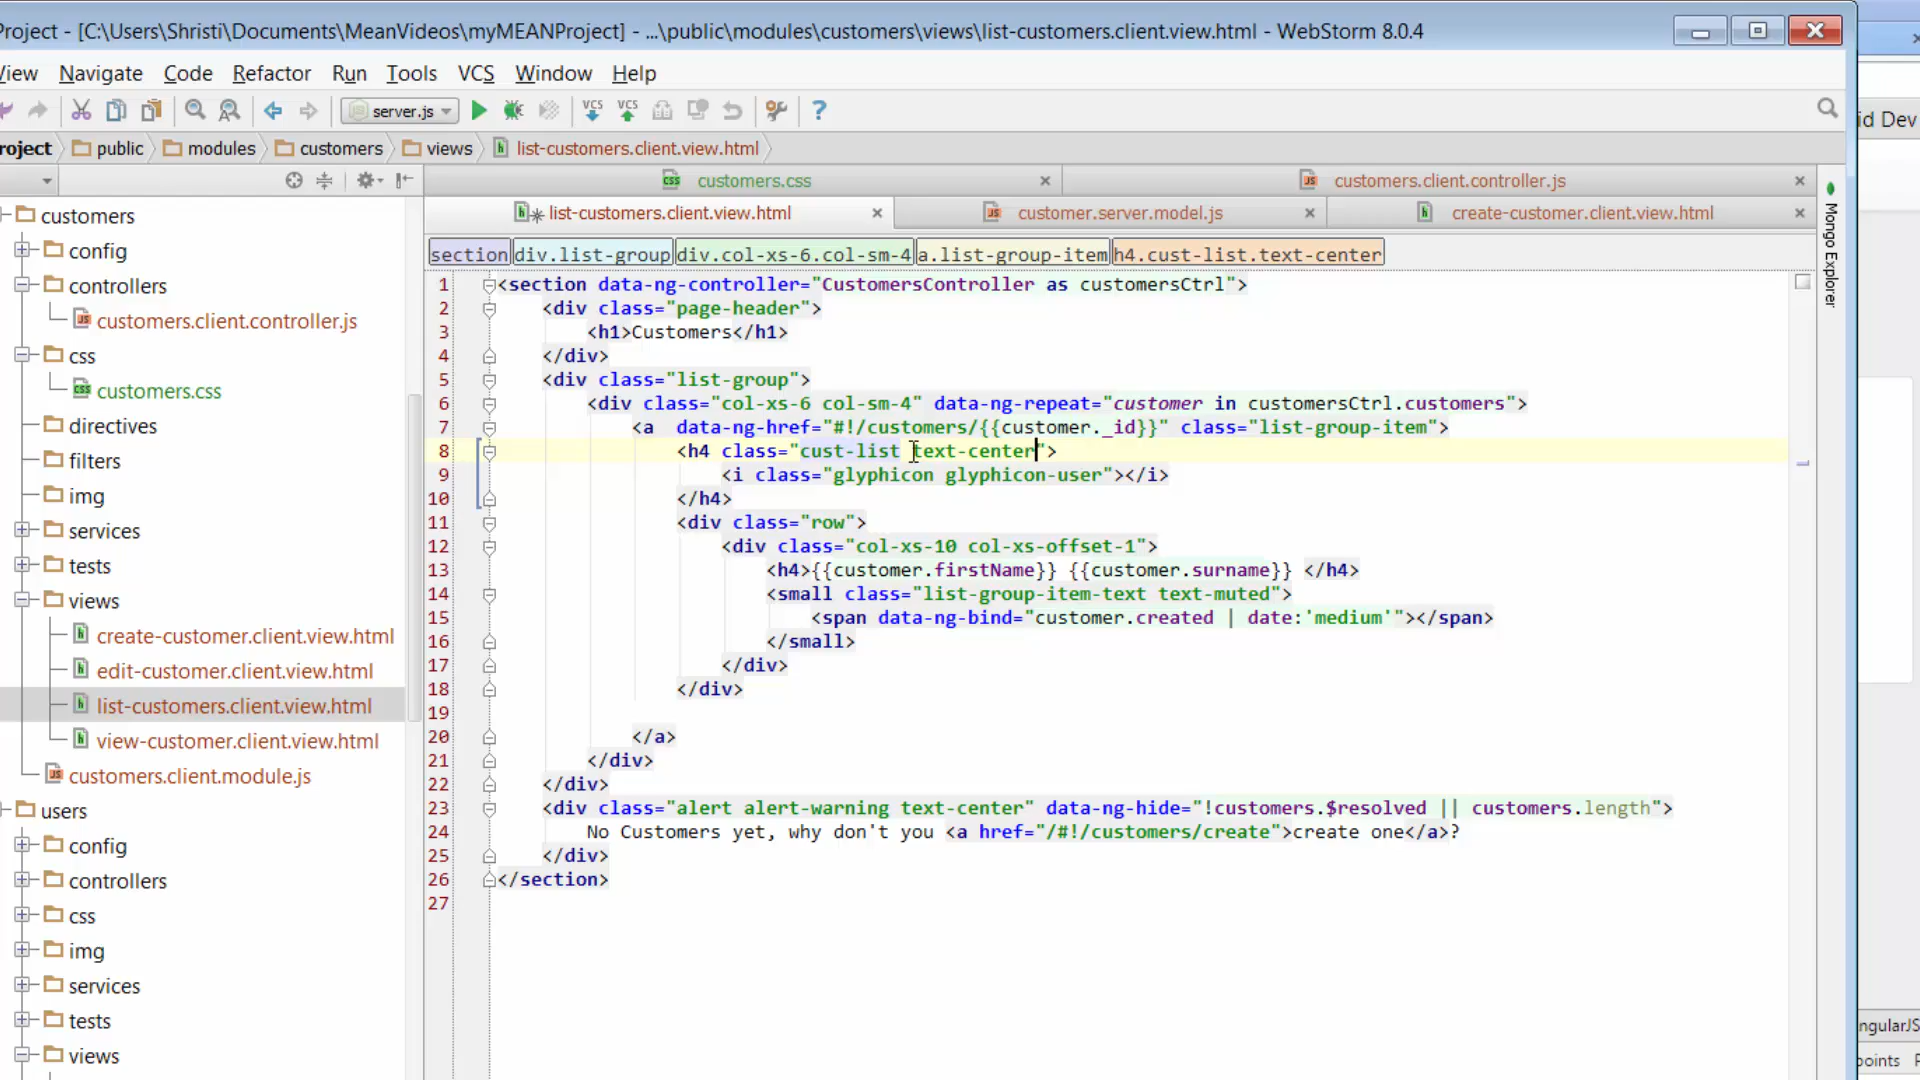 Project - [C:\Users\Shristi\Documents\MeanVideos\myMEANProject] - ...\public\modules\customers\views\list-customers.client.view.html - WebStorm 8.0.4
View Navigate Code Refactor Run Tools VCS Window Help
server.js VCS VCS ?
id Dev
roject public modules customers views list-customers.client.view.html
customers.css customers.client.controller.js
list-customers.client.view.html customer.server.model.js create-customer.client.view.html
section div.list-group div.col-xs-6.col-sm-4 a.list-group-item h4.cust-list.text-center
Mongo Explorer
customers
config
controllers
customers.client.controller.js
css
customers.css
directives
filters
img
services
tests
views
create-customer.client.view.html
edit-customer.client.view.html
list-customers.client.view.html
view-customer.client.view.html
customers.client.module.js
users
config
controllers
css
img
services
tests
views
1 <section data-ng-controller="CustomersController as customersCtrl">
2 <div class="page-header">
3 <h1>Customers</h1>
4 </div>
5 <div class="list-group">
6 <div class="col-xs-6 col-sm-4" data-ng-repeat="customer in customersCtrl.customers">
7 <a  data-ng-href="#!/customers/{{customer._id}}" class="list-group-item">
8 <h4 class="cust-list text-center">
9 <i class="glyphicon glyphicon-user"></i>
10 </h4>
11 <div class="row">
12 <div class="col-xs-10 col-xs-offset-1">
13 <h4>{{customer.firstName}} {{customer.surname}} </h4>
14 <small class="list-group-item-text text-muted">
15 <span data-ng-bind="customer.created | date:'medium'"></span>
16 </small>
17 </div>
18 </div>
19
20 </a>
21 </div>
22 </div>
23 <div class="alert alert-warning text-center" data-ng-hide="!customers.$resolved || customers.length">
24 No Customers yet, why don't you <a href="/#!/customers/create">create one</a>?
25 </div>
26 </section>
27
ngularJS
points